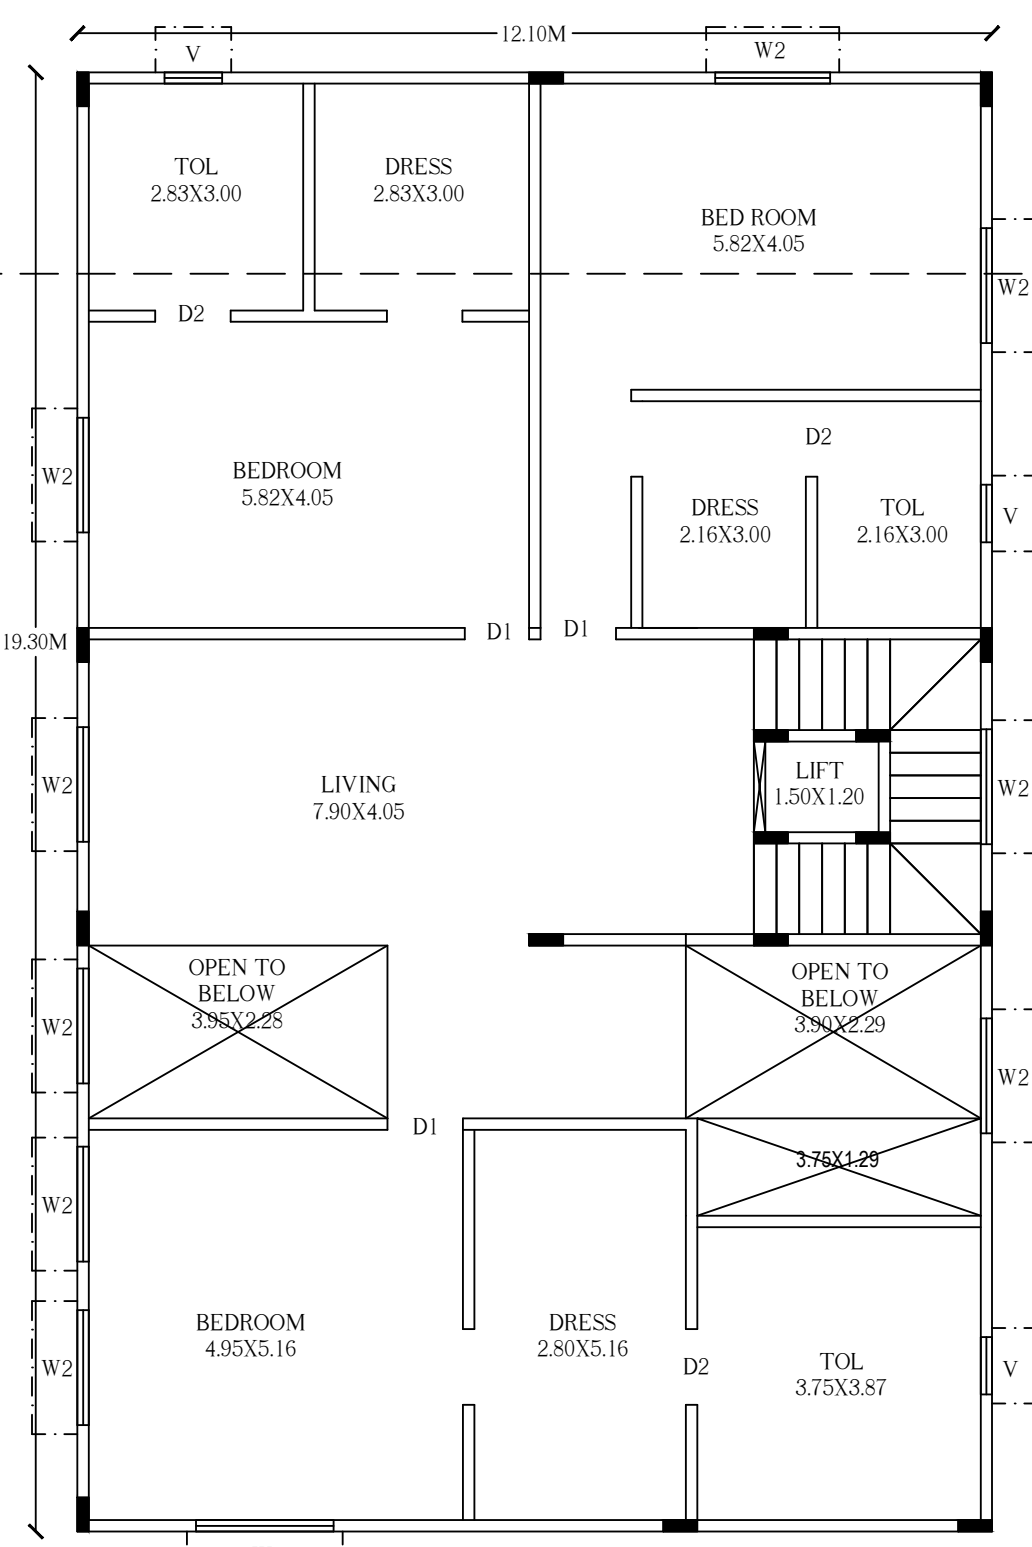 12.10M
V
W2
TOL
2.83X3.00
DRESS
2.83X3.00
BED ROOM
5.82X4.05
W2
D2
D2
W2
BEDROOM
5.82X4.05
DRESS
2.16X3.00
TOL
2.16X3.00
V
19.30M
D1
D1
W2
LIVING
7.90X4.05
LIFT
1.50X1.20
W2
OPEN TO
BELOW
3.95X2.28
OPEN TO
BELOW
3.90X2.29
W2
W2
D1
3.75X1.29
W2
BEDROOM
4.95X5.16
DRESS
2.80X5.16
W2
D2
TOL
3.75X3.87
V